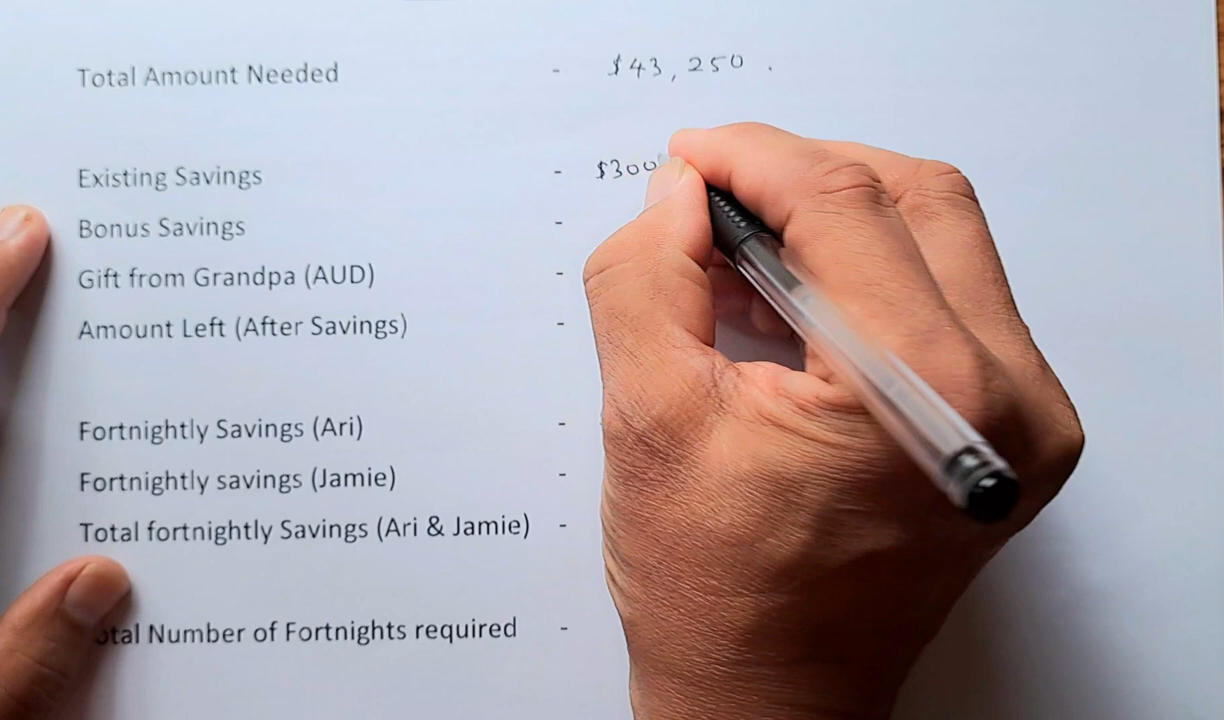 Total Amount Needed - $43,250.
Existing Savings - $300
Bonus Savings -
Gift from Grandpa (AUD) -
Amount Left (After Savings) -
Fortnightly Savings (Ari) -
Fortnightly savings (Jamie) -
Total fortnightly Savings (Ari & Jamie) -
otal Number of Fortnights required -